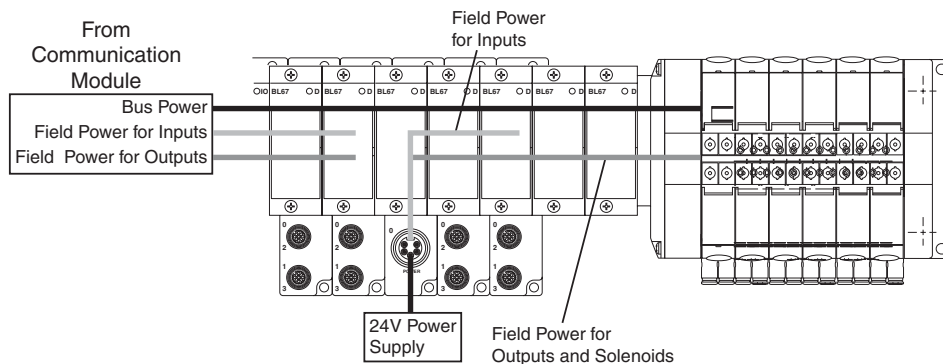 From
Communication
Module
Bus Power
Field Power for Inputs
Field  Power for Outputs
Field Power
for Inputs
IO BL67 D BL67 D BL67 D BL67 D BL67 D BL67 D BL67 D
0
2
1
3
0
2
1
3
0
POWER
0
2
1
3
0
2
1
3
24V Power
Supply
Field Power for
Outputs and Solenoids